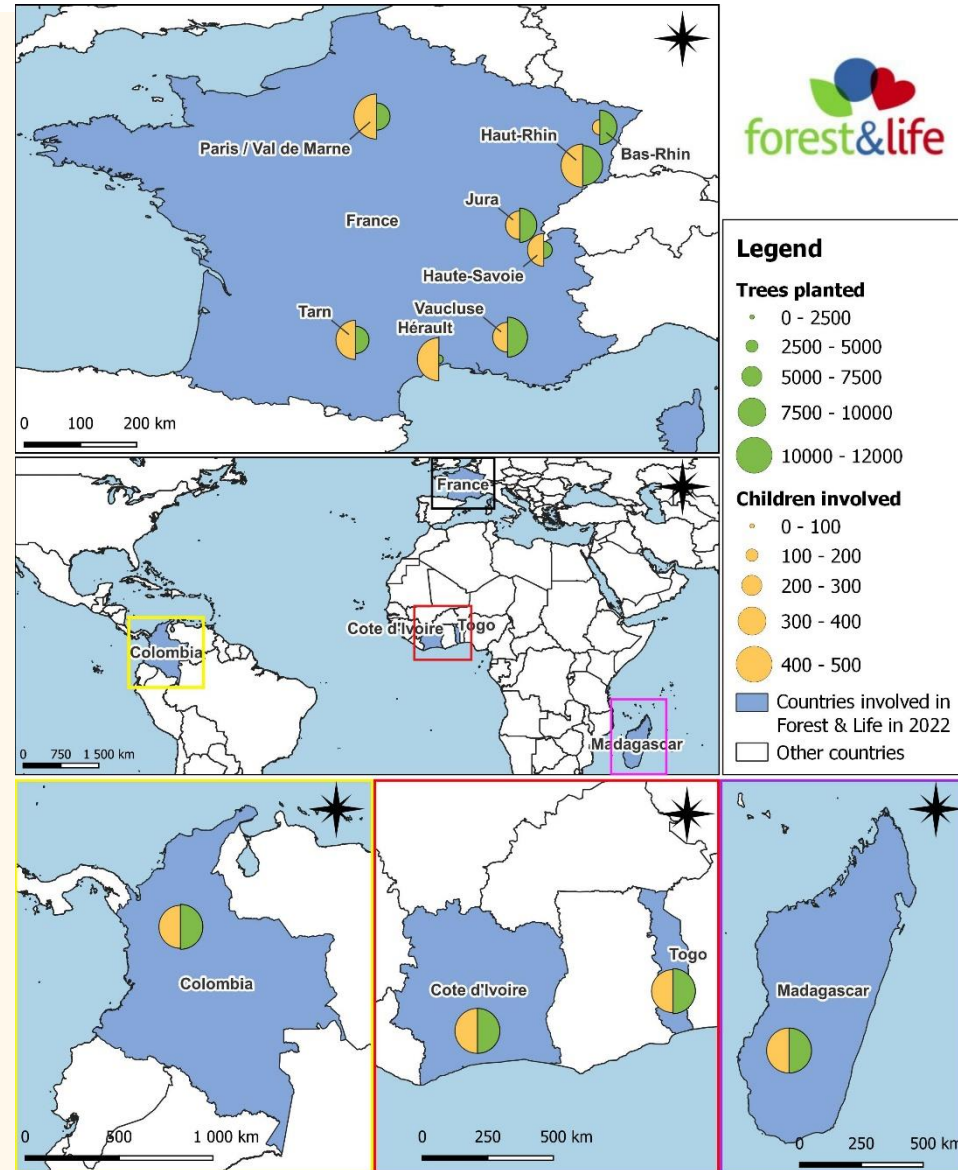 Paris / Val de Marne
Haut-Rhin
Bas-Rhin
Jura
France
Haute-Savoie
Tarn
Vaucluse
Hérault
0 100 200 km
forest&life
Legend
Trees planted
0 - 2500
2500 - 5000
5000 - 7500
7500 - 10000
10000 - 12000
Children involved
0 - 100
100 - 200
200 - 300
300 - 400
400 - 500
Countries involved in
Forest & Life in 2022
Other countries
France
Cote d'Ivoire
Togo
Colombia
Madagascar
0 750 1 500 km
Colombia
0 500 1 000 km
Togo
Cote d'Ivoire
0 250 500 km
Madagascar
0 250 500 km